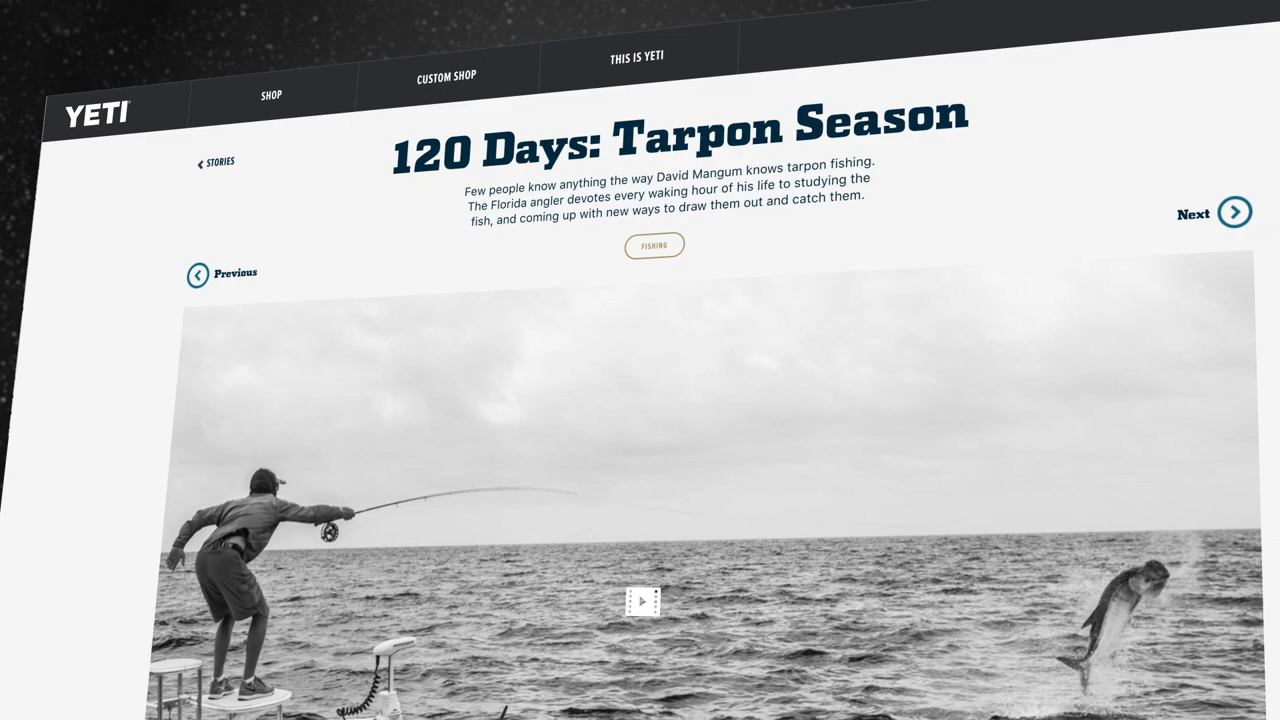 YETI
SHOP
CUSTOM SHOP
THIS IS YETI
STORIES
120 Days: Tarpon Season
Few people know anything the way David Mangum knows tarpon fishing.
The Florida angler devotes every waking hour of his life to studying the
fish, and coming up with new ways to draw them out and catch them.
FISHING
Previous
Next